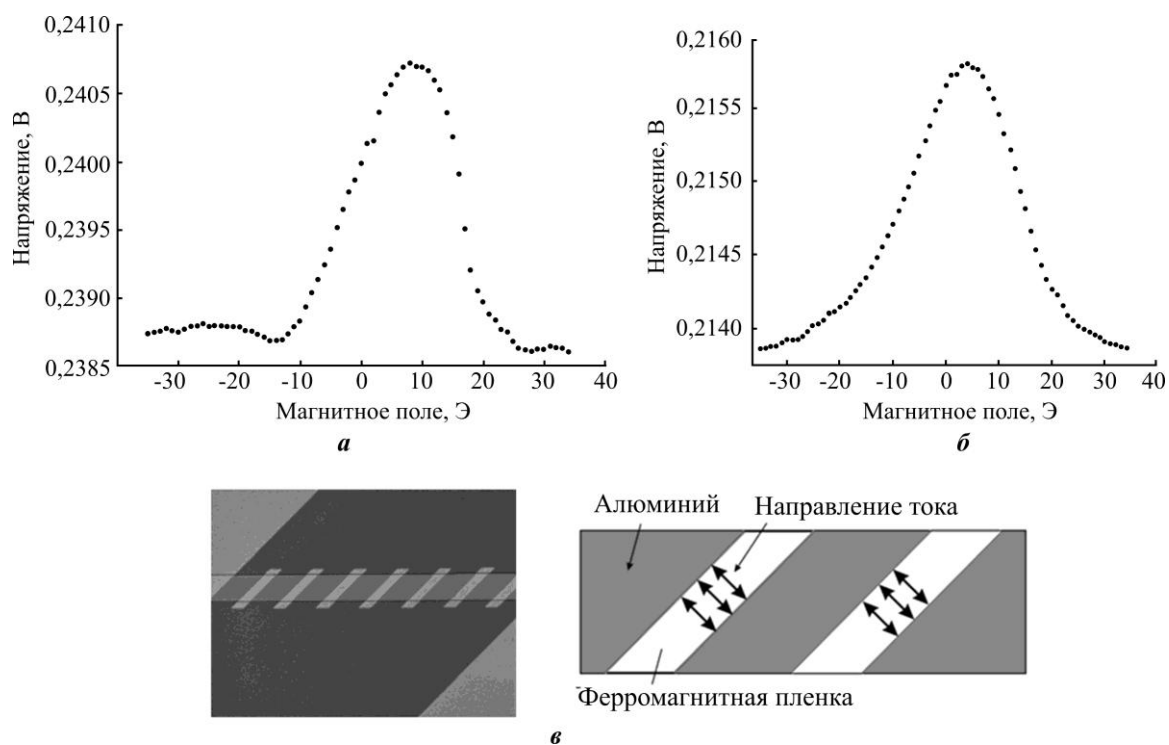 0,2410
0,2405
0,2400
0,2395
0,2390
0,2385
Напряжение, В
-30 -20 -10 0 10 20 30 40
Магнитное поле, Э
а
0,2160
0,2155
0,2150
0,2145
0,2140
Напряжение, В
-30 -20 -10 0 10 20 30 40
Магнитное поле, Э
б
Алюминий Направление тока
Ферромагнитная пленка
в